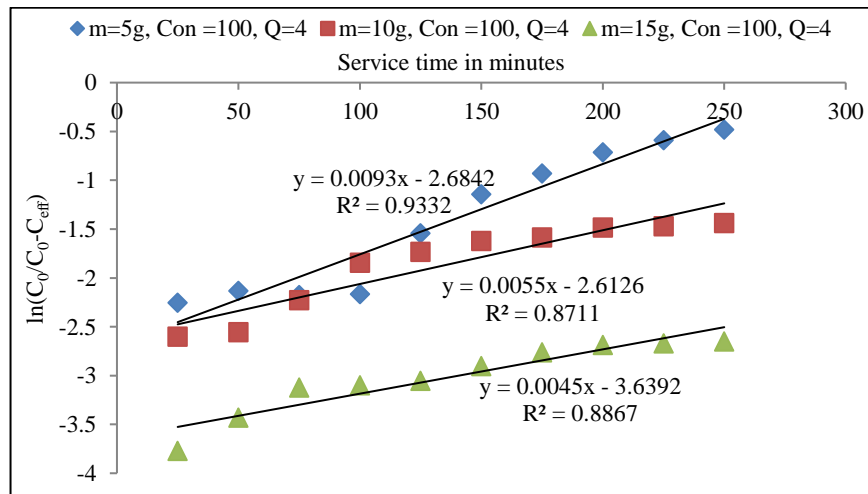 m=5g, Con =100, Q=4 m=10g, Con =100, Q=4 m=15g, Con =100, Q=4
Service time in minutes
0
0 50 100 150 200 250 300
-0.5
-1
-1.5
-2
-2.5
-3
-3.5
-4
ln(C₀/C₀-Cₑff)
y = 0.0093x - 2.6842
R² = 0.9332
y = 0.0055x - 2.6126
R² = 0.8711
y = 0.0045x - 3.6392
R² = 0.8867